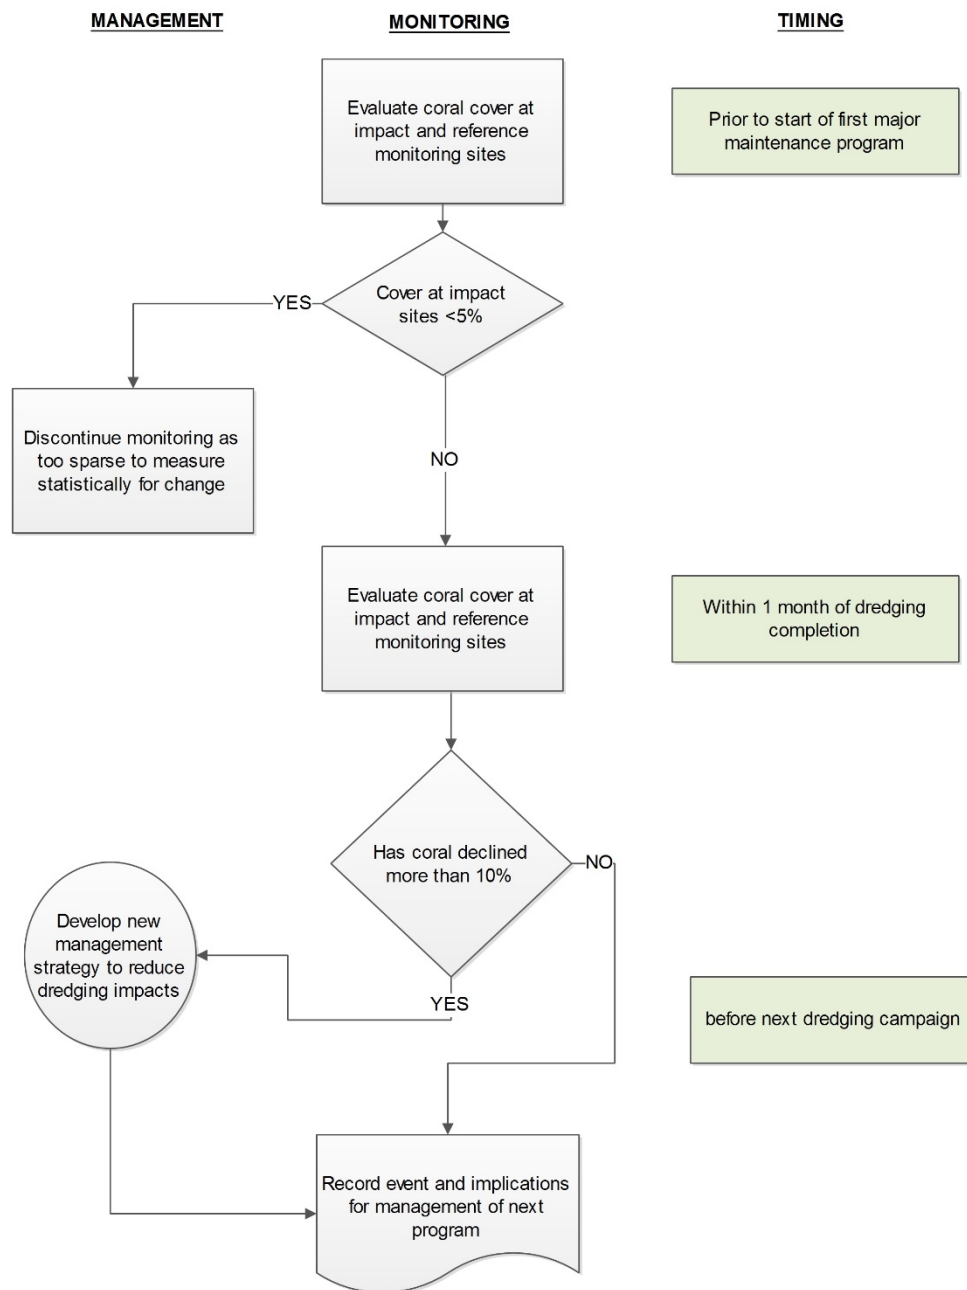 MANAGEMENT
MONITORING
TIMING
Evaluate coral cover at
impact and reference
monitoring sites
Prior to start of first major
maintenance program
Cover at impact
sites <5%
YES
Discontinue monitoring as
too sparse to measure
statistically for change
NO
Evaluate coral cover at
impact and reference
monitoring sites
Within 1 month of dredging
completion
Has coral declined
more than 10%
NO
Develop new
management
strategy to reduce
dredging impacts
YES
before next dredging campaign
Record event and implications
for management of next
program